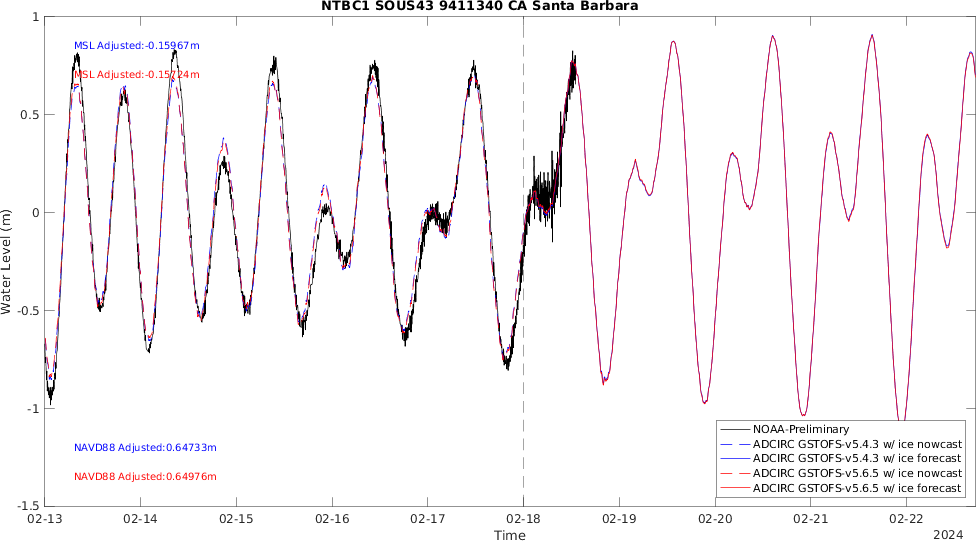 NTBC1 SOUS43 9411340 CA Santa Barbara
MSL Adjusted:-0.15967m
MSL Adjusted:-0.15724m
NAVD88 Adjusted:0.64733m
NAVD88 Adjusted:0.64976m
Water Level (m)
1
0.5
0
-0.5
-1
-1.5
NOAA-Preliminary
ADCIRC GSTOFS-v5.4.3 w/ ice nowcast
ADCIRC GSTOFS-v5.4.3 w/ ice forecast
ADCIRC GSTOFS-v5.6.5 w/ ice nowcast
ADCIRC GSTOFS-v5.6.5 w/ ice forecast
02-13 02-14 02-15 02-16 02-17 02-18 02-19 02-20 02-21 02-22
Time
2024